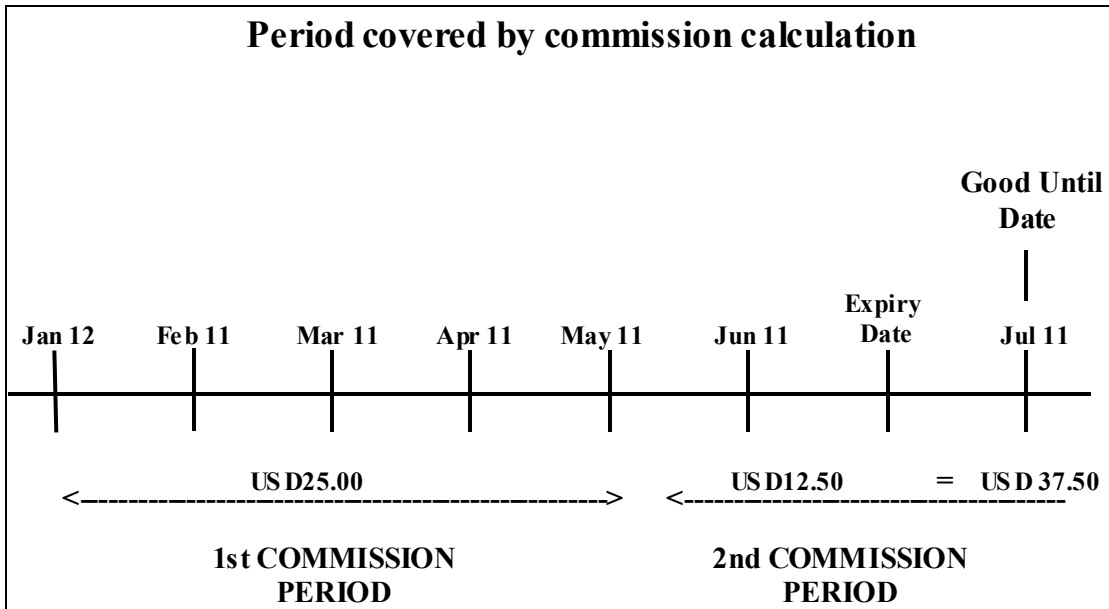 Period covered by commission calculation
Good Until
Date
Expiry
Date
Jan 12 Feb 11 Mar 11 Apr 11 May 11 Jun 11 Jul 11
USD25.00 USD12.50 = USD 37.50
1st COMMISSION
PERIOD
2nd COMMISSION
PERIOD